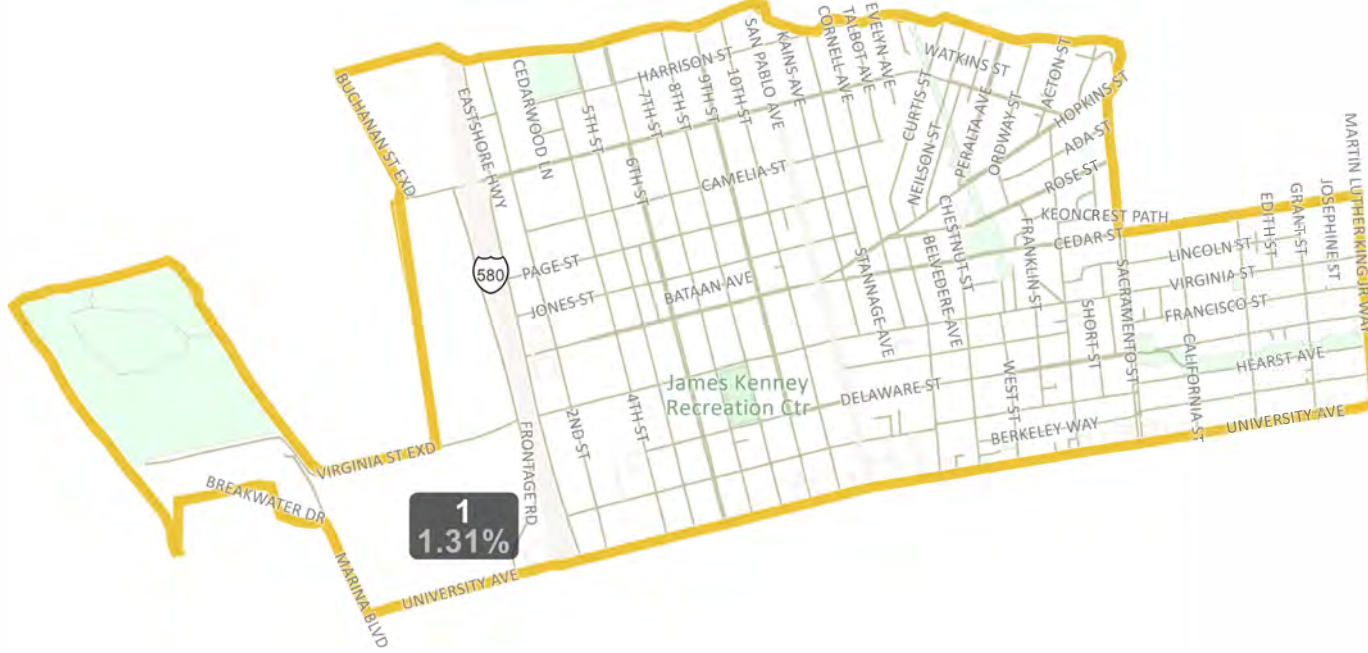 EVELYN AVE
TALBOT AVE
CORNELL AVE
KAINS AVE
SAN PABLO AVE
WATKINS ST
ACTON ST
HARRISON ST
10TH ST
9TH ST
8TH ST
7TH ST
5TH ST
CEDARWOOD LN
EASTSHORE HWY
BUCHANAN ST EXD
HOPKINS ST
CURTIS ST
PERALTA AVE
ORDWAY ST
ADA ST
MARTIN LUTHER KING JR WAY
6TH ST
CAMELIA ST
NEILSON ST
ROSE ST
JOSEPHINE ST
GRANT ST
EDITH ST
KEONCREST PATH
CHESTNUT ST
FRANKLIN ST
CEDAR ST
LINCOLN ST
BELVEDERE AVE
STANNAGE AVE
580
PAGE ST
VIRGINIA ST
BATAAN AVE
JONES ST
SACRAMENTO ST
FRANCISCO ST
SHORT ST
CALIFORNIA ST
HEARST AVE
James Kenney
Recreation Ctr
DELAWARE ST
WEST ST
4TH ST
2ND ST
UNIVERSITY AVE
BERKELEY WAY
FRONTAGE RD
VIRGINIA ST EXD
BREAKWATER DR
1
1.31%
MARINA BLVD
UNIVERSITY AVE